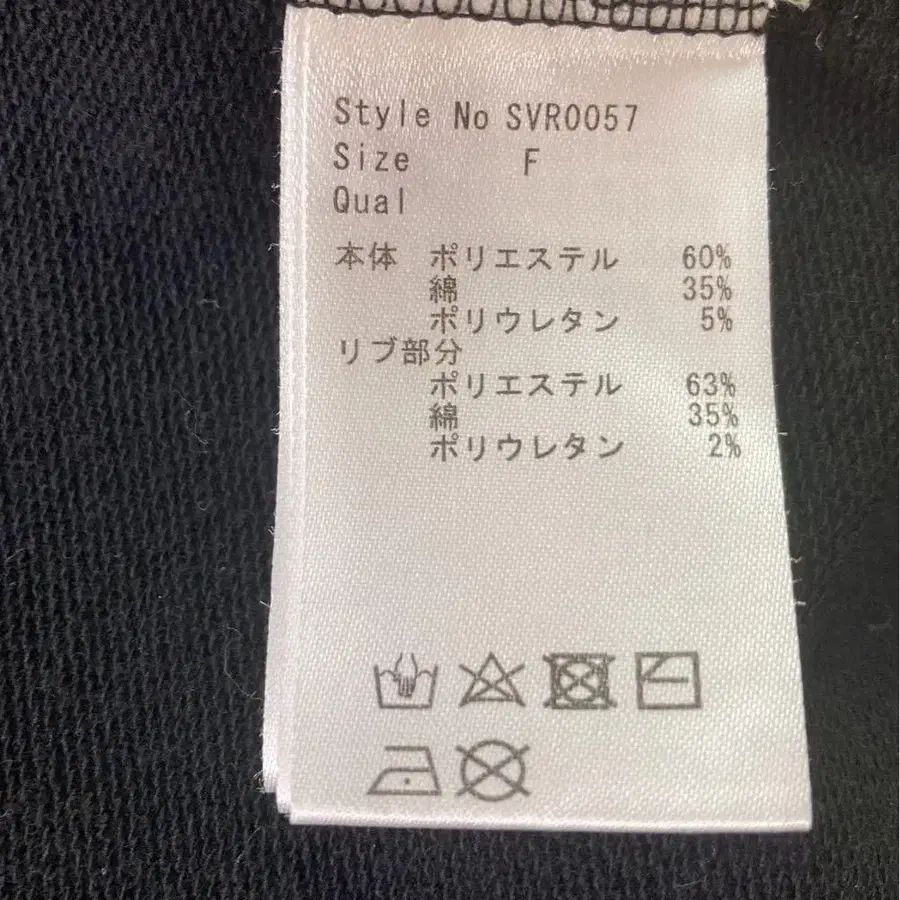 Style No SVR0057
Size F
Qual
本体 ポリエステル 60%
綿 35%
ポリウレタン 5%
リブ部分
ポリエステル 63%
綿 35%
ポリウレタン 2%